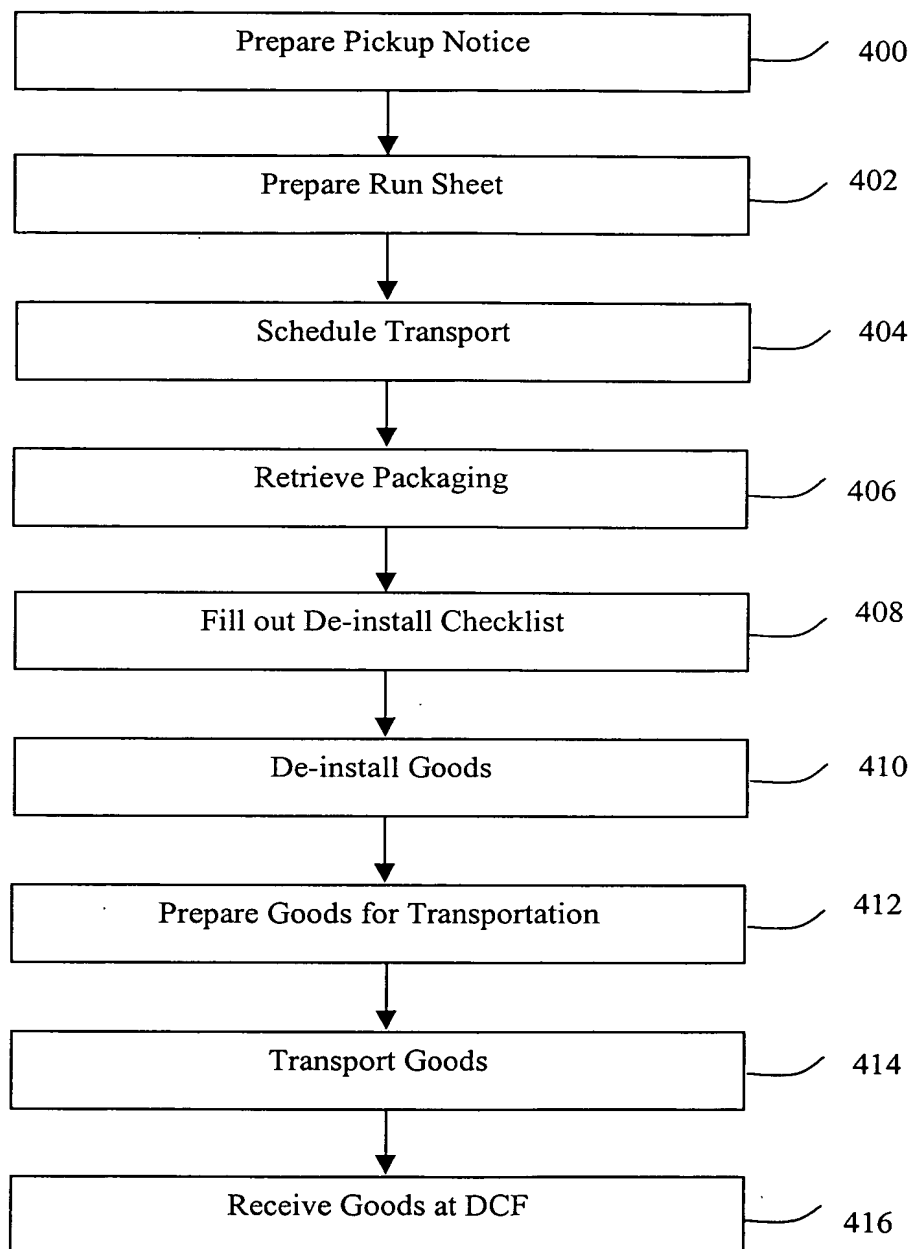 Prepare Pickup Notice
400
Prepare Run Sheet
402
Schedule Transport
404
Retrieve Packaging
406
Fill out De-install Checklist
408
De-install Goods
410
Prepare Goods for Transportation
412
Transport Goods
414
Receive Goods at DCF
416